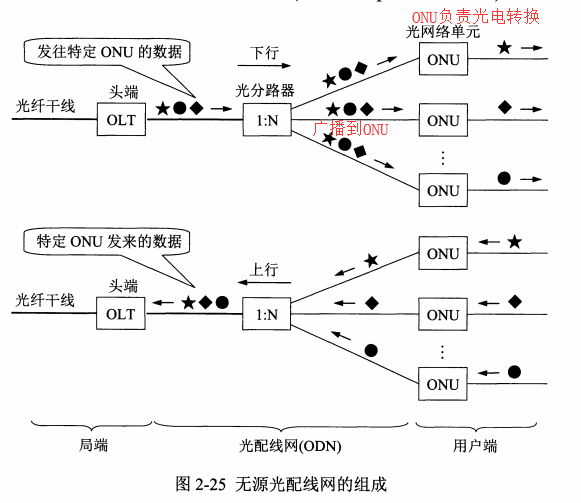 ONU负责光电转换
光网络单元
发往特定 ONU 的数据
下行
ONU
头端
光分路器
光纤干线
OLT
1:N
ONU
广播到ONU
ONU
特定 ONU 发来的数据
上行
ONU
头端
光纤干线
OLT
1:N
ONU
ONU
局端
光配线网(ODN)
用户端
图 2-25 无源光配线网的组成